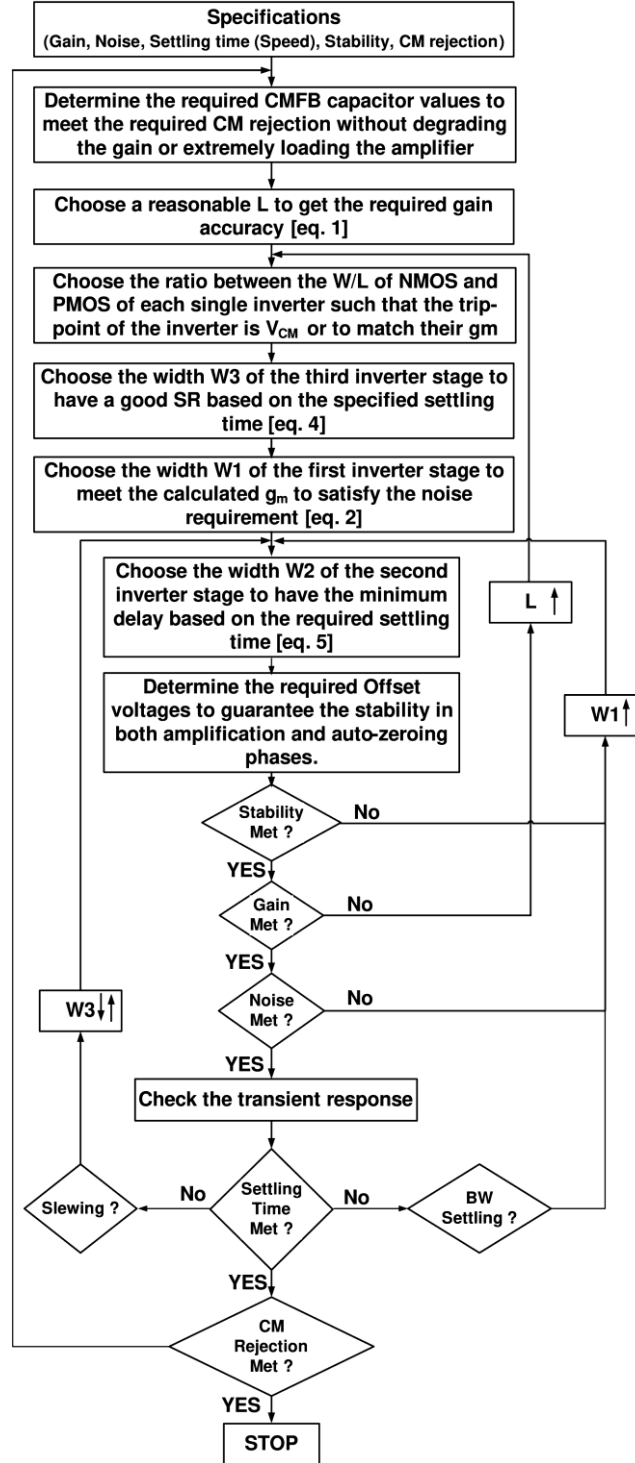 Specifications
(Gain, Noise, Settling time (Speed), Stability, CM rejection)
Determine the required CMFB capacitor values to
meet the required CM rejection without degrading
the gain or extremely loading the amplifier
Choose a reasonable L to get the required gain
accuracy [eq. 1]
Choose the ratio between the W/L of NMOS and
PMOS of each single inverter such that the trip-
point of the inverter is VCM or to match their gm
Choose the width W3 of the third inverter stage to
have a good SR based on the specified settling
time [eq. 4]
Choose the width W1 of the first inverter stage to
meet the calculated gm to satisfy the noise
requirement [eq. 2]
Choose the width W2 of the second
inverter stage to have the minimum
delay based on the required settling
time [eq. 5]
L ↑
Determine the required Offset
voltages to guarantee the stability in
both amplification and auto-zeroing
phases.
W1↑
Stability
Met ?
No
YES
Gain
Met ?
No
YES
Noise
Met ?
No
W3↓↑
YES
Check the transient response
Slewing ?
No
Settling
Time
Met ?
No
BW
Settling ?
YES
CM
Rejection
Met ?
YES
STOP